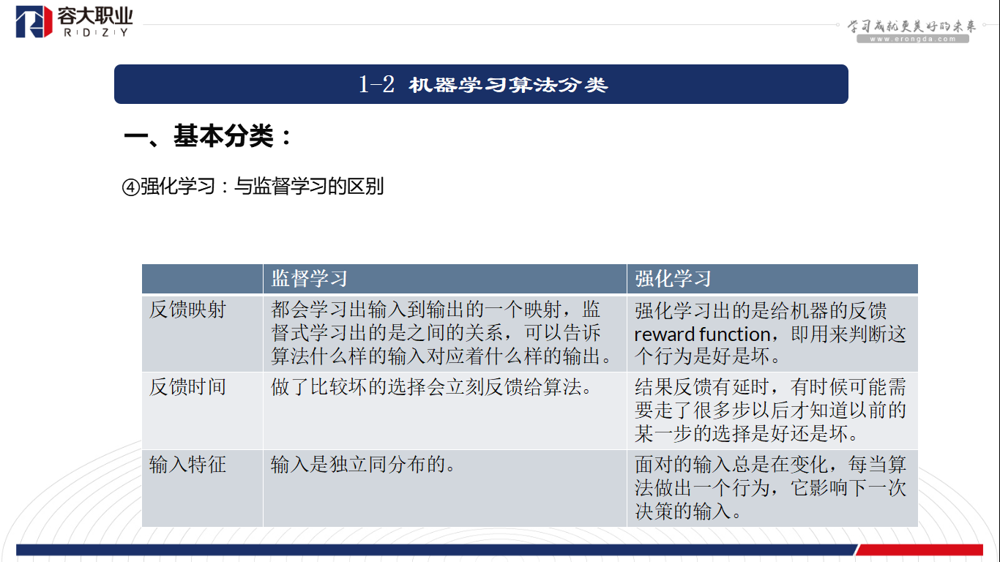 容大职业
R D Z Y
学习成就更美好的未来
www.erongda.com
1-2 机器学习算法分类
一、基本分类：
④强化学习：与监督学习的区别
监督学习
强化学习
反馈映射
都会学习出输入到输出的一个映射，监
督式学习出的是之间的关系，可以告诉
算法什么样的输入对应着什么样的输出。
强化学习出的是给机器的反馈
reward function，即用来判断这
个行为是好是坏。
反馈时间
做了比较坏的选择会立刻反馈给算法。
结果反馈有延时，有时候可能需
要走了很多步以后才知道以前的
某一步的选择是好还是坏。
输入特征
输入是独立同分布的。
面对的输入总是在变化，每当算
法做出一个行为，它影响下一次
决策的输入。